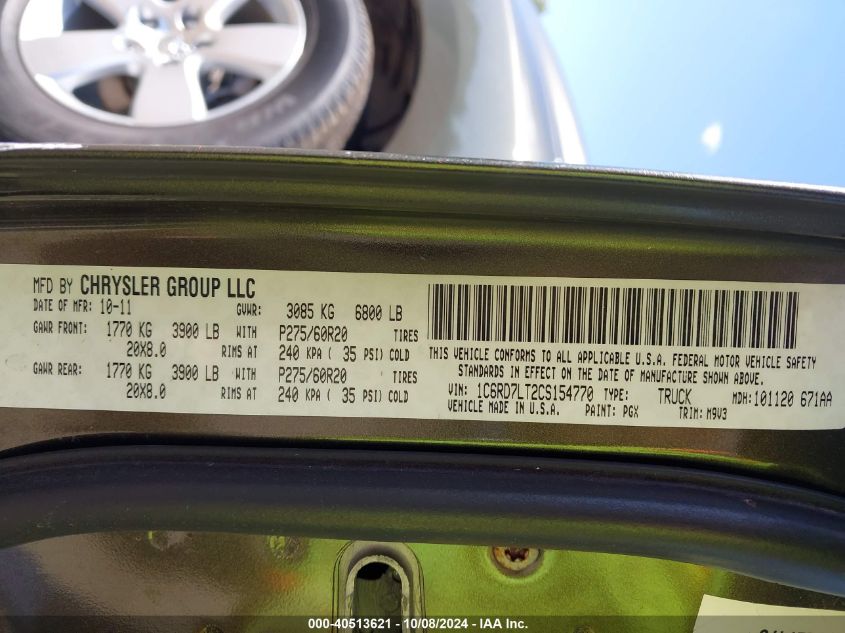 MFD BY CHRYSLER GROUP LLC
DATE OF MFR: 10-11 GVWR: 3085 KG 6800 LB
GAWR FRONT: 1770 KG 3900 LB WITH P275/60R20 TIRES
20X8.0 RIMS AT 240 KPA ( 35 PSI) COLD
GAWR REAR: 1770 KG 3900 LB WITH P275/60R20 TIRES
20X8.0 RIMS AT 240 KPA ( 35 PSI) COLD
THIS VEHICLE CONFORMS TO ALL APPLICABLE U.S.A. FEDERAL MOTOR VEHICLE SAFETY
STANDARDS IN EFFECT ON THE DATE OF MANUFACTURE SHOWN ABOVE.
VIN: 1C6RD7LT2CS154770 TYPE: TRUCK MDH: 101120 671AA
VEHICLE MADE IN U.S.A. PAINT: PGX TRIM: M9V3
000-40513621 - 10/08/2024 - IAA Inc.